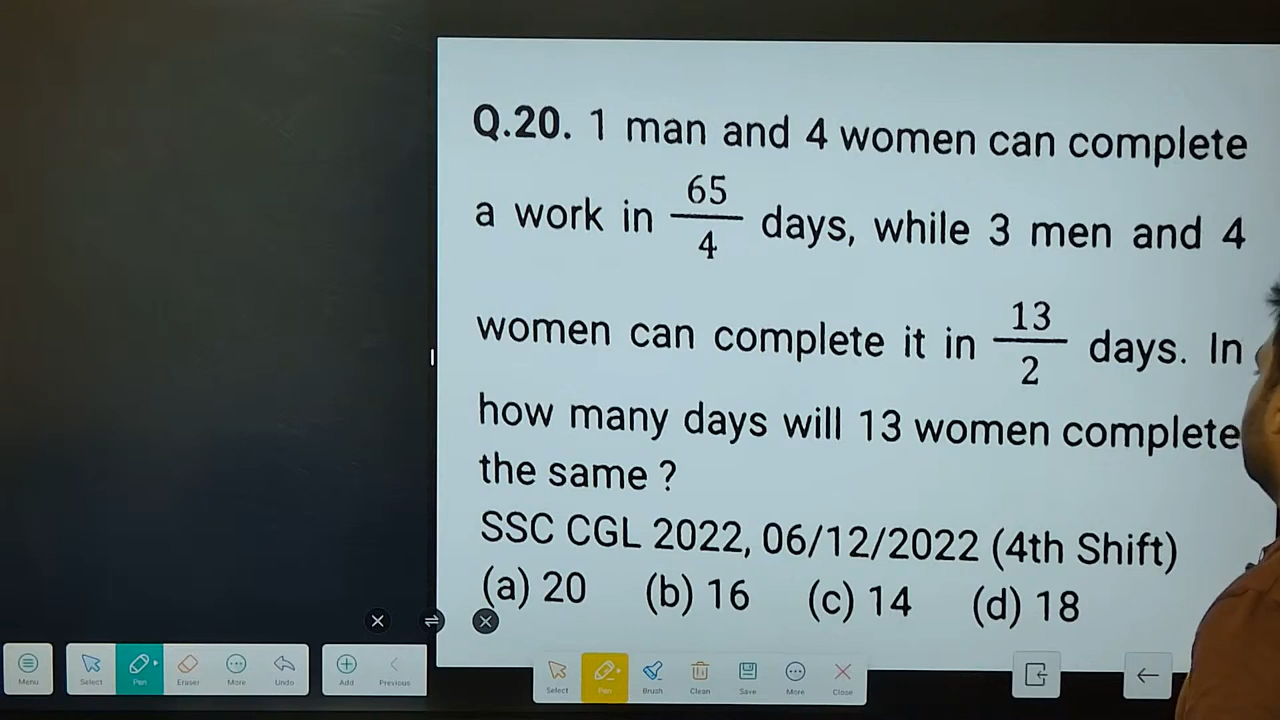 Q.20. 1 man and 4 women can complete
a work in 65/4 days, while 3 men and 4
women can complete it in 13/2 days. In
how many days will 13 women complete
the same ?
SSC CGL 2022, 06/12/2022 (4th Shift)
(a) 20 (b) 16 (c) 14 (d) 18
Menu Select Pen Eraser More Undo Add Previous
Select Pen Brush Clean Save More Close